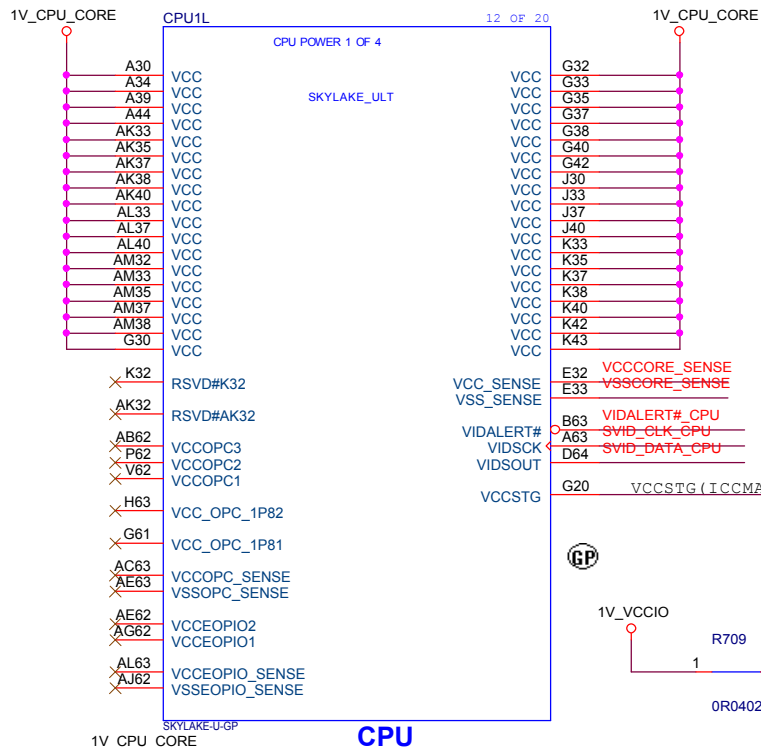 1V_CPU_CORE CPU1L 12 OF 20 1V_CPU_CORE
CPU POWER 1 OF 4
SKYLAKE_ULT
A30 VCC VCC G32
A34 VCC VCC G33
A39 VCC VCC G35
A44 VCC VCC G37
AK33 VCC VCC G38
AK35 VCC VCC G40
AK37 VCC VCC G42
AK38 VCC VCC J30
AK40 VCC VCC J33
AL33 VCC VCC J37
AL37 VCC VCC J40
AL40 VCC VCC K33
AM32 VCC VCC K35
AM33 VCC VCC K37
AM35 VCC VCC K38
AM37 VCC VCC K40
AM38 VCC VCC K42
G30 VCC VCC K43
K32 RSVD#K32 VCC_SENSE E32 VCCCORE_SENSE
VSS_SENSE E33 VSSCORE_SENSE
AK32 RSVD#AK32
VIDALERT# B63 VIDALERT#_CPU
AB62 VCCOPC3 VIDSCK A63 SVID_CLK_CPU
P62 VCCOPC2 VIDSOUT D64 SVID_DATA_CPU
V62 VCCOPC1
VCCSTG G20 VCCSTG(ICCMA
H63 VCC_OPC_1P82
G61 VCC_OPC_1P81
GP
AC63 VCCOPC_SENSE
AE63 VSSOPC_SENSE
1V_VCCIO
AE62 VCCEOPIO2
AG62 VCCEOPIO1
R709
1
AL63 VCCEOPIO_SENSE
AJ62 VSSEOPIO_SENSE
0R0402
SKYLAKE-U-GP
1V_CPU_CORE CPU